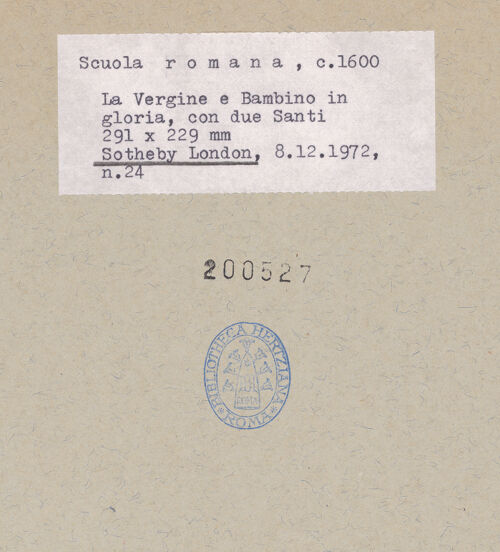 Scuola romana, c.1600
La Vergine e Bambino in
gloria, con due Santi
291 x 229 mm
Sotheby London, 8.12.1972,
n.24
200527
BIBLIOTHECA HERTZIANA
ROMA